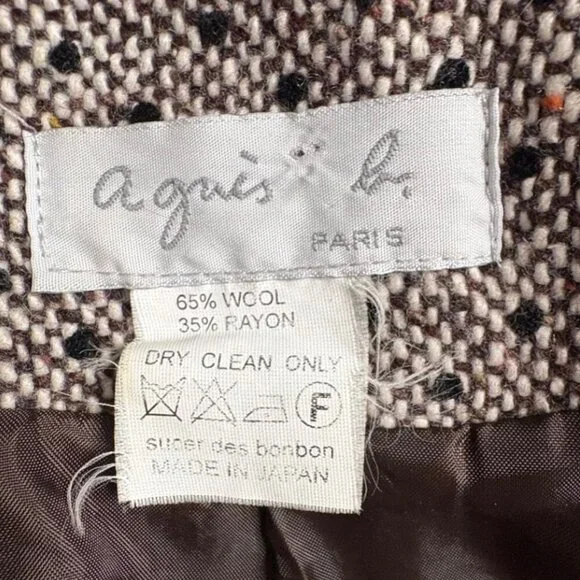 agnès b.
PARIS
65% WOOL
35% RAYON
DRY CLEAN ONLY
F
sucer des bonbon
MADE IN JAPAN